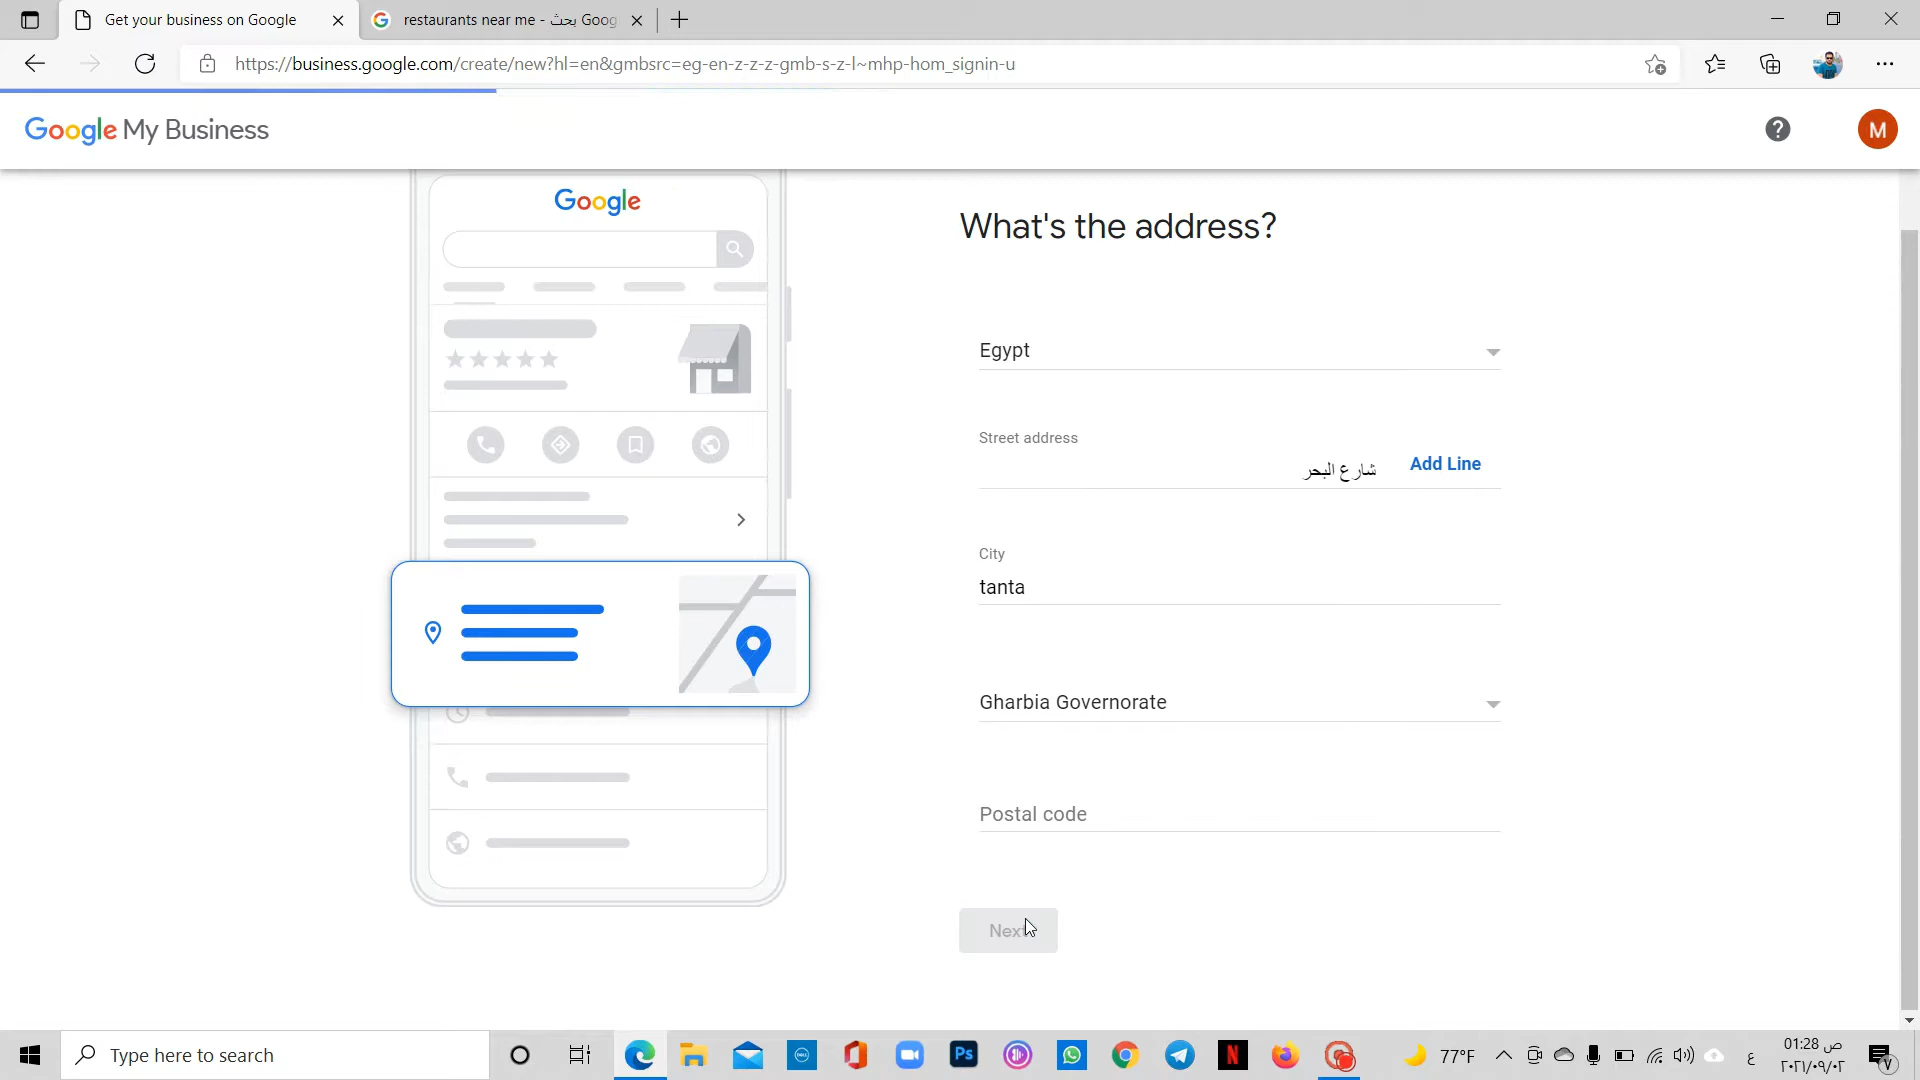 Get your business on Google
restaurants near me - بحث Goog
https://business.google.com/create/new?hl=en&gmbsrc=eg-en-z-z-z-gmb-s-z-l~mhp-hom_signin-u
Google My Business
M
Google
What's the address?
Egypt
Street address
شارع البحر
Add Line
City
tanta
Gharbia Governorate
Postal code
Next
Type here to search
DELL
Ps
N
77°F
ع
01:28 ص
٢٠٢١/٠٩/٠٢
V